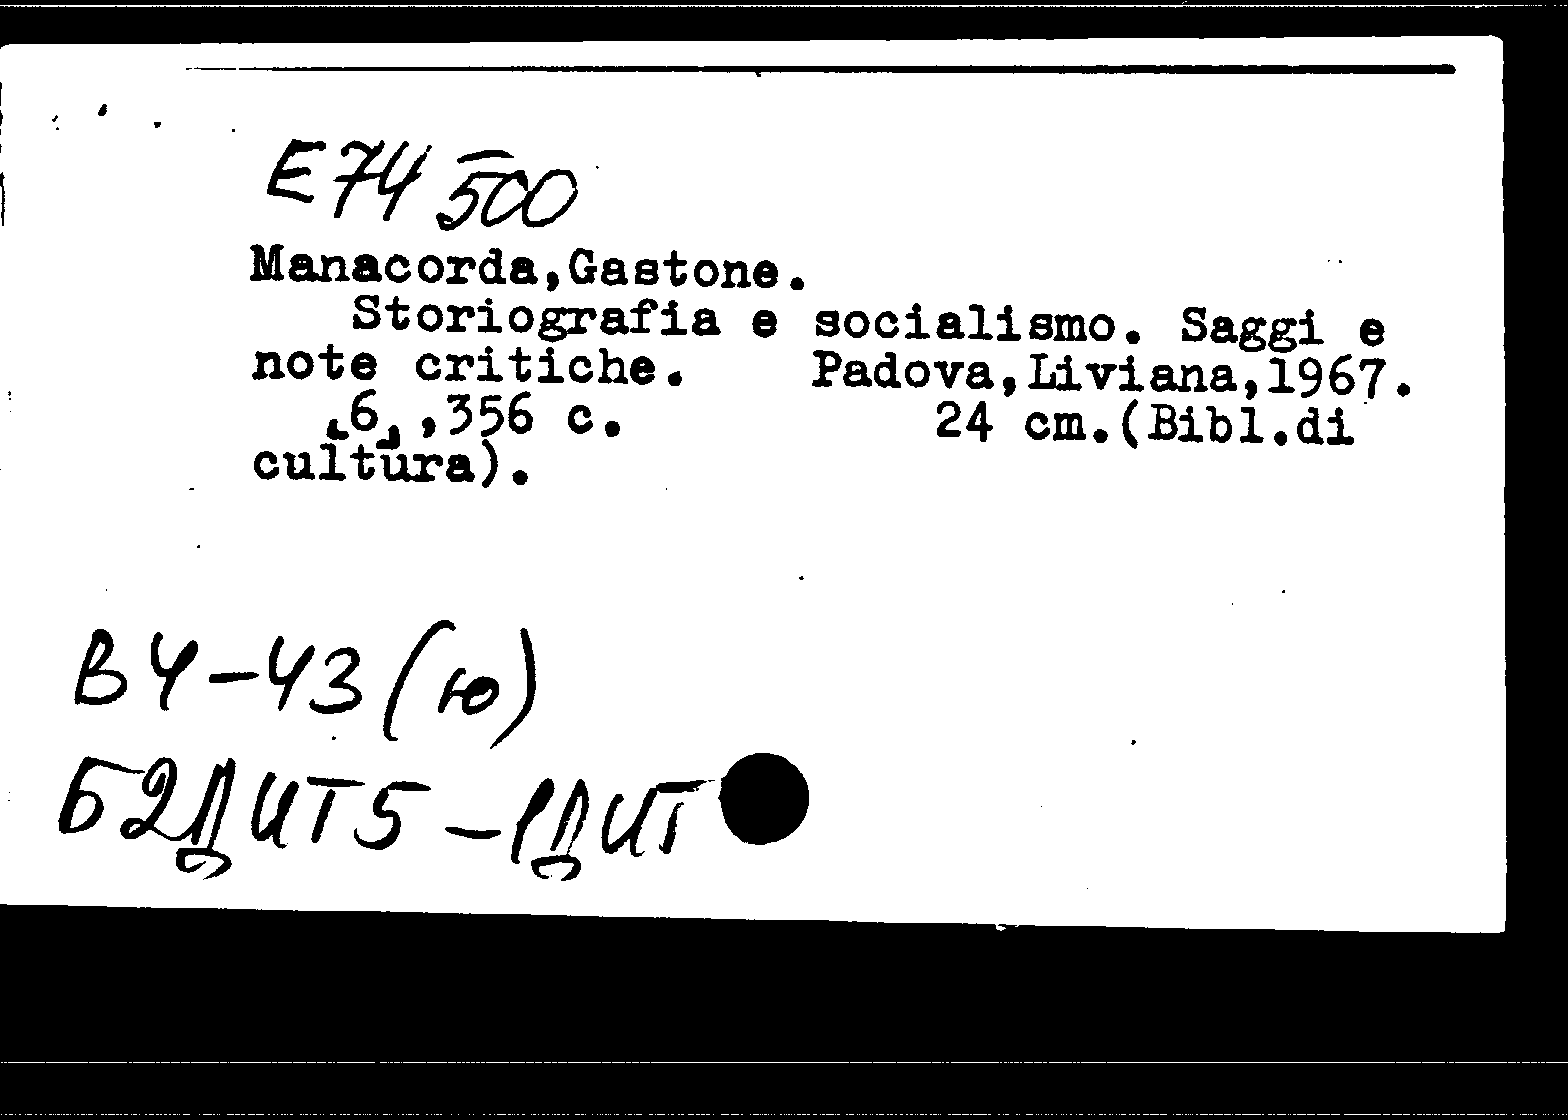 E74 500
Manacorda,Gastone.
Storiografia e socialismo. Saggi e
note critiche. Padova,Liviana,1967.
[6],356 c. 24 cm.(Bibl.di
cultura).
В4-43(ю)
Б2ДИТ5-1ДИТ